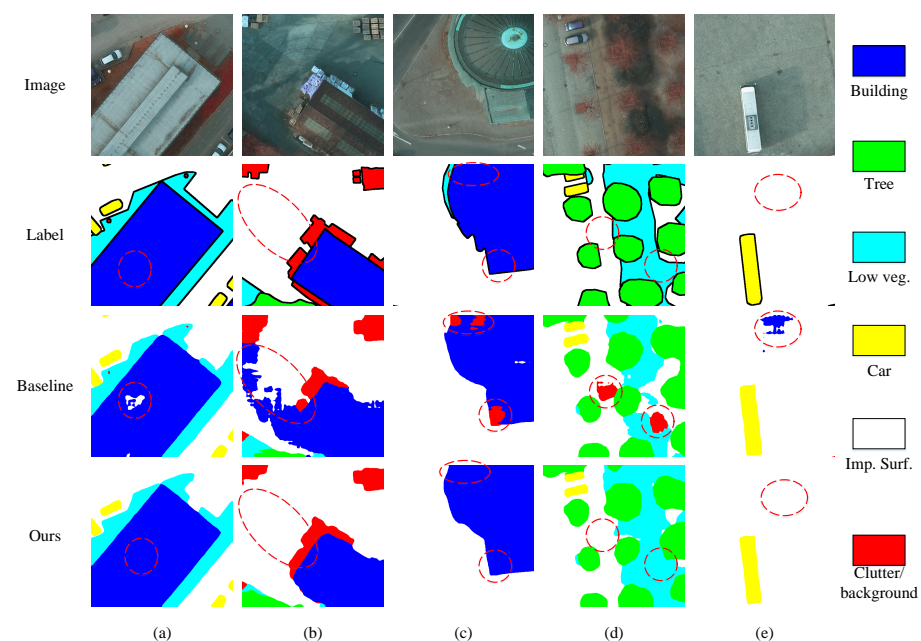 Image
Building
Tree
Label
Low veg.
Car
Baseline
Imp. Surf.
Ours
Clutter/
background
(a)
(b)
(c)
(d)
(e)